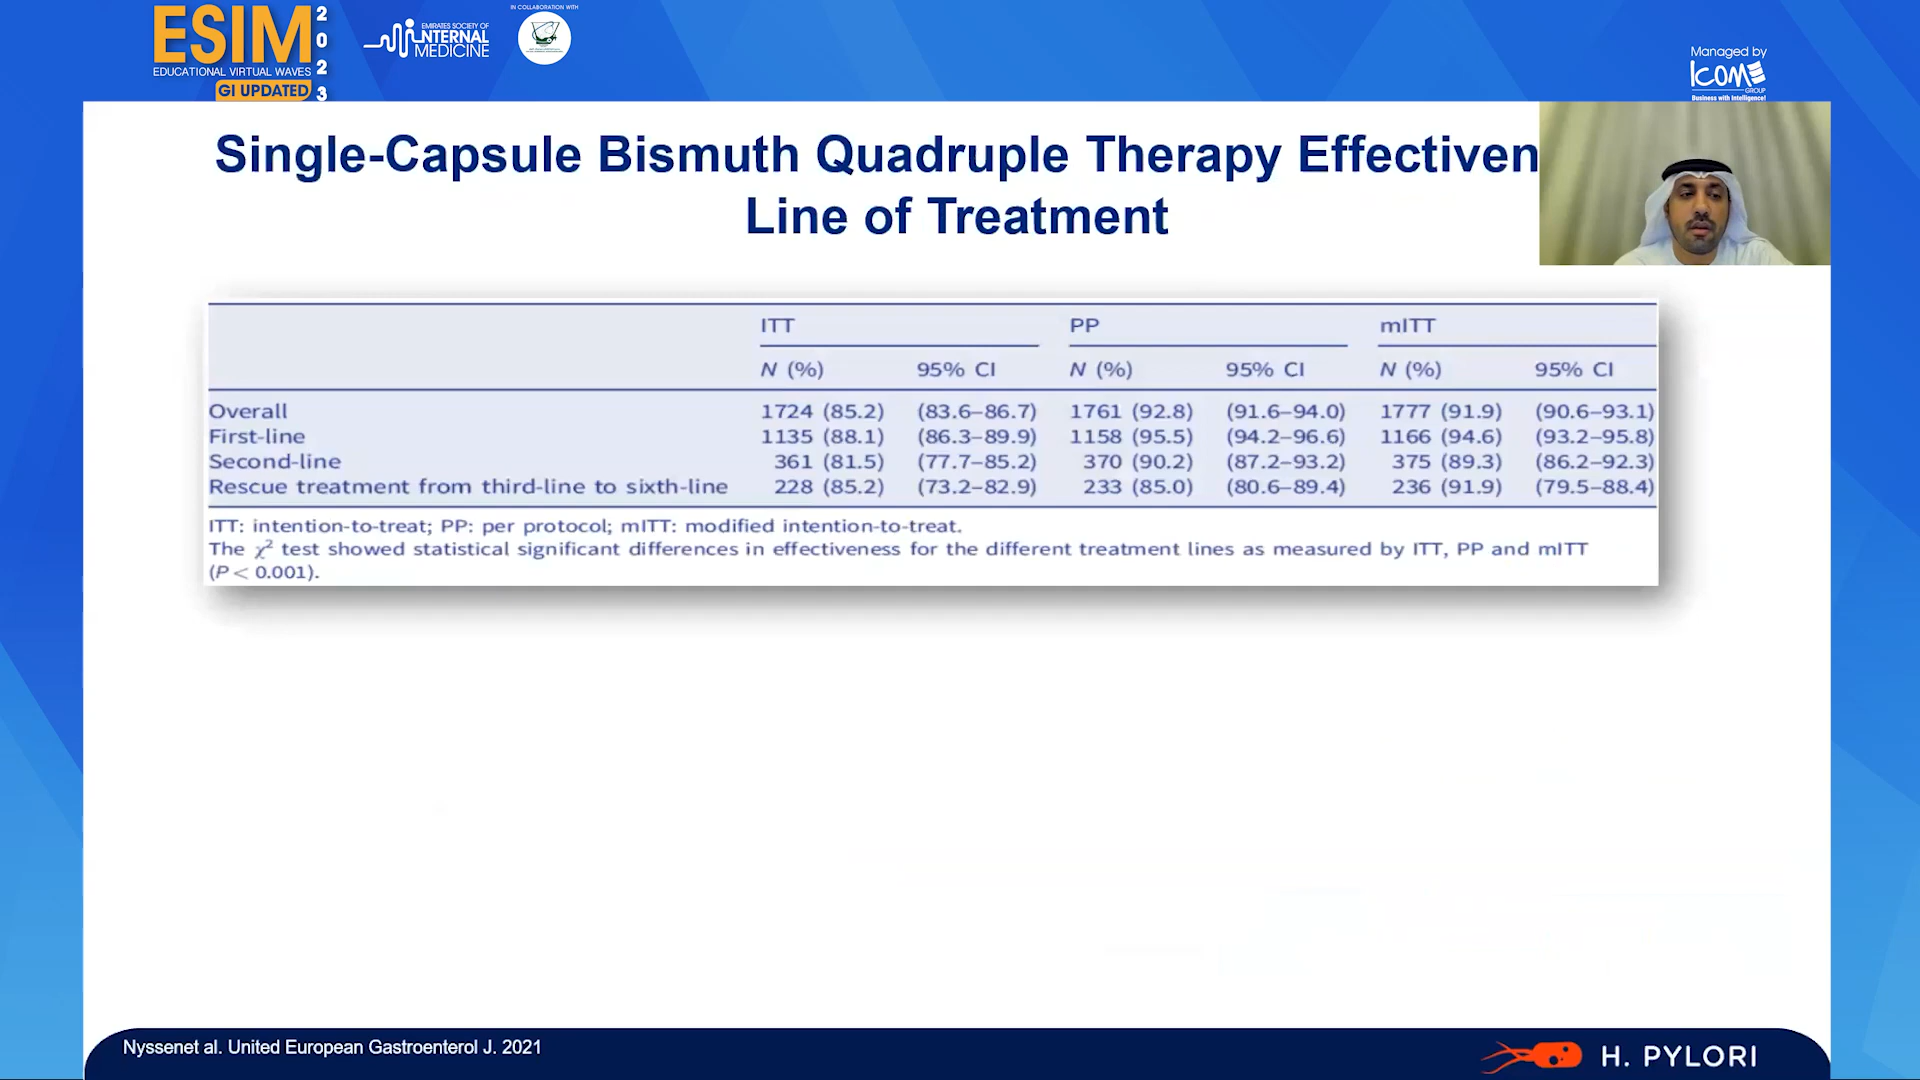 ESIM 2023
EDUCATIONAL VIRTUAL WAVES
GI UPDATED
EMIRATES SOCIETY OF
INTERNAL
MEDICINE
IN COLLABORATION WITH
Managed by
ICOME
GROUP
Business with Intelligence!
Single-Capsule Bismuth Quadruple Therapy Effectiven
Line of Treatment
ITT PP mITT
N (%) 95% CI N (%) 95% CI N (%) 95% CI
Overall 1724 (85.2) (83.6–86.7) 1761 (92.8) (91.6–94.0) 1777 (91.9) (90.6–93.1)
First-line 1135 (88.1) (86.3–89.9) 1158 (95.5) (94.2–96.6) 1166 (94.6) (93.2–95.8)
Second-line 361 (81.5) (77.7–85.2) 370 (90.2) (87.2–93.2) 375 (89.3) (86.2–92.3)
Rescue treatment from third-line to sixth-line 228 (85.2) (73.2–82.9) 233 (85.0) (80.6–89.4) 236 (91.9) (79.5–88.4)
ITT: intention-to-treat; PP: per protocol; mITT: modified intention-to-treat.
The χ² test showed statistical significant differences in effectiveness for the different treatment lines as measured by ITT, PP and mITT
(P < 0.001).
Nyssenet al. United European Gastroenterol J. 2021
H. PYLORI